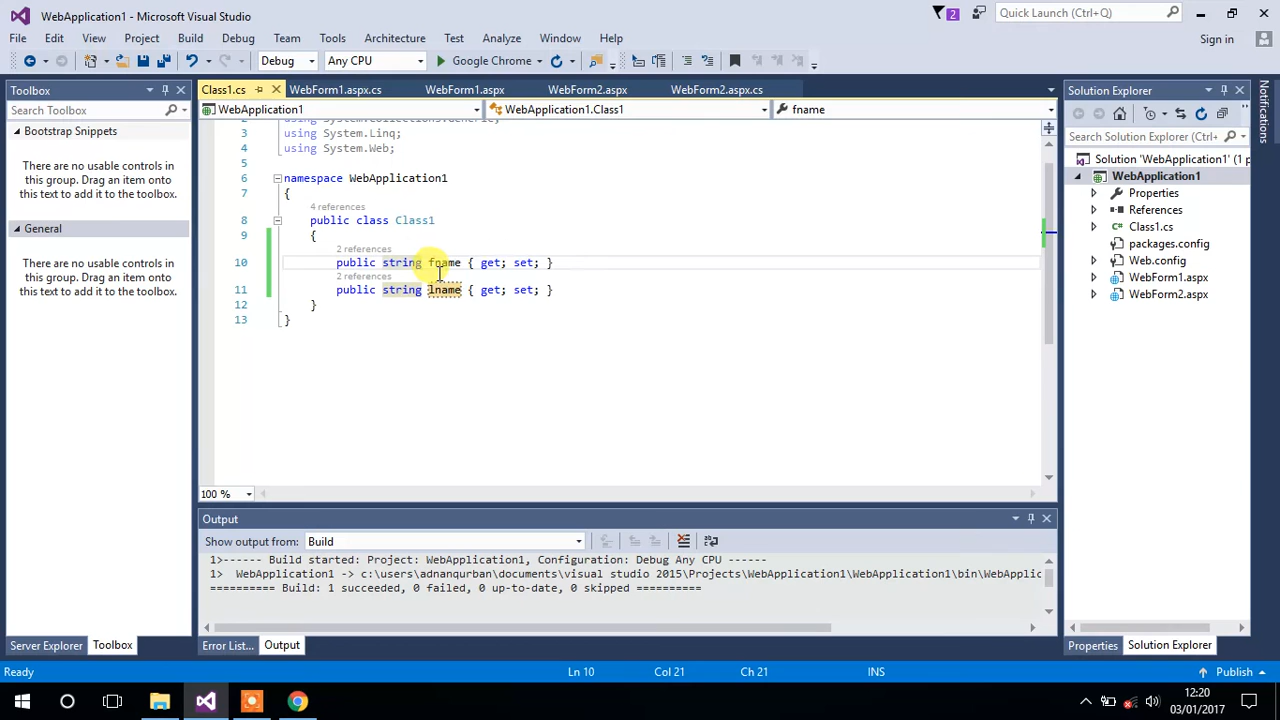 WebApplication1 - Microsoft Visual Studio
2
Quick Launch (Ctrl+Q)
File Edit View Project Build Debug Team Tools Architecture Test Analyze Window Help
Sign in
Debug Any CPU Google Chrome
Toolbox
Search Toolbox
Bootstrap Snippets
There are no usable controls in
this group. Drag an item onto
this text to add it to the toolbox.
General
There are no usable controls in
this group. Drag an item onto
this text to add it to the toolbox.
Server Explorer Toolbox
Class1.cs WebForm1.aspx.cs WebForm1.aspx WebForm2.aspx WebForm2.aspx.cs
WebApplication1 WebApplication1.Class1 fname
2 using System.Collections.Generic;
3 using System.Linq;
4 using System.Web;
5
6 namespace WebApplication1
7 {
4 references
8 public class Class1
9 {
2 references
10 public string fname { get; set; }
2 references
11 public string lname { get; set; }
12 }
13 }
100 %
Output
Show output from: Build
1>------ Build started: Project: WebApplication1, Configuration: Debug Any CPU ------
1> WebApplication1 -> c:\users\adnanqurban\documents\visual studio 2015\Projects\WebApplication1\WebApplication1\bin\WebApplic
========== Build: 1 succeeded, 0 failed, 0 up-to-date, 0 skipped ==========
Error List... Output
Solution Explorer
Search Solution Explorer (Ctrl+
Solution 'WebApplication1' (1 p
WebApplication1
Properties
References
Class1.cs
packages.config
Web.config
WebForm1.aspx
WebForm2.aspx
Properties Solution Explorer
Notifications
Ready Ln 10 Col 21 Ch 21 INS Publish
12:20
03/01/2017